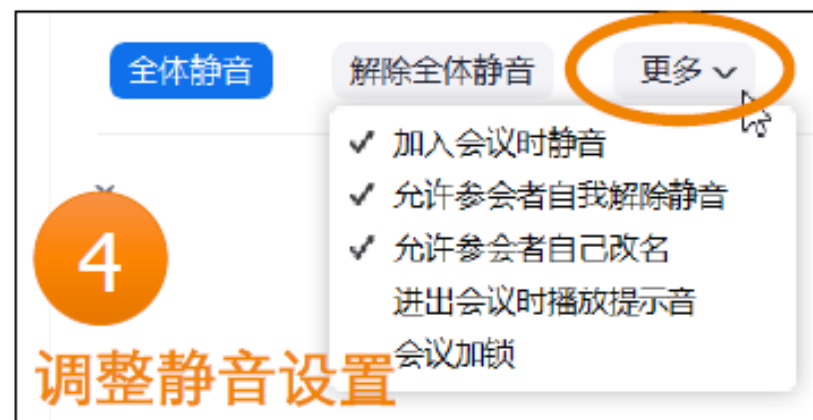 全体静音 解除全体静音 更多
加入会议时静音
允许参会者自我解除静音
允许参会者自己改名
进出会议时播放提示音
会议加锁
4
调整静音设置